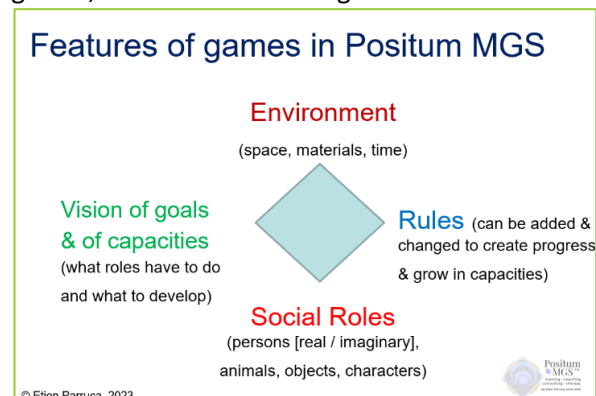 Features of games in Positum MGS
Environment
(space, materials, time)
Vision of goals
& of capacities
(what roles have to do
and what to develop)
Rules (can be added &
changed to create progress
& grow in capacities)
Social Roles
(persons [real / imaginary],
animals, objects, characters)
Positum
MGS™
© Etion Parruca, 2023